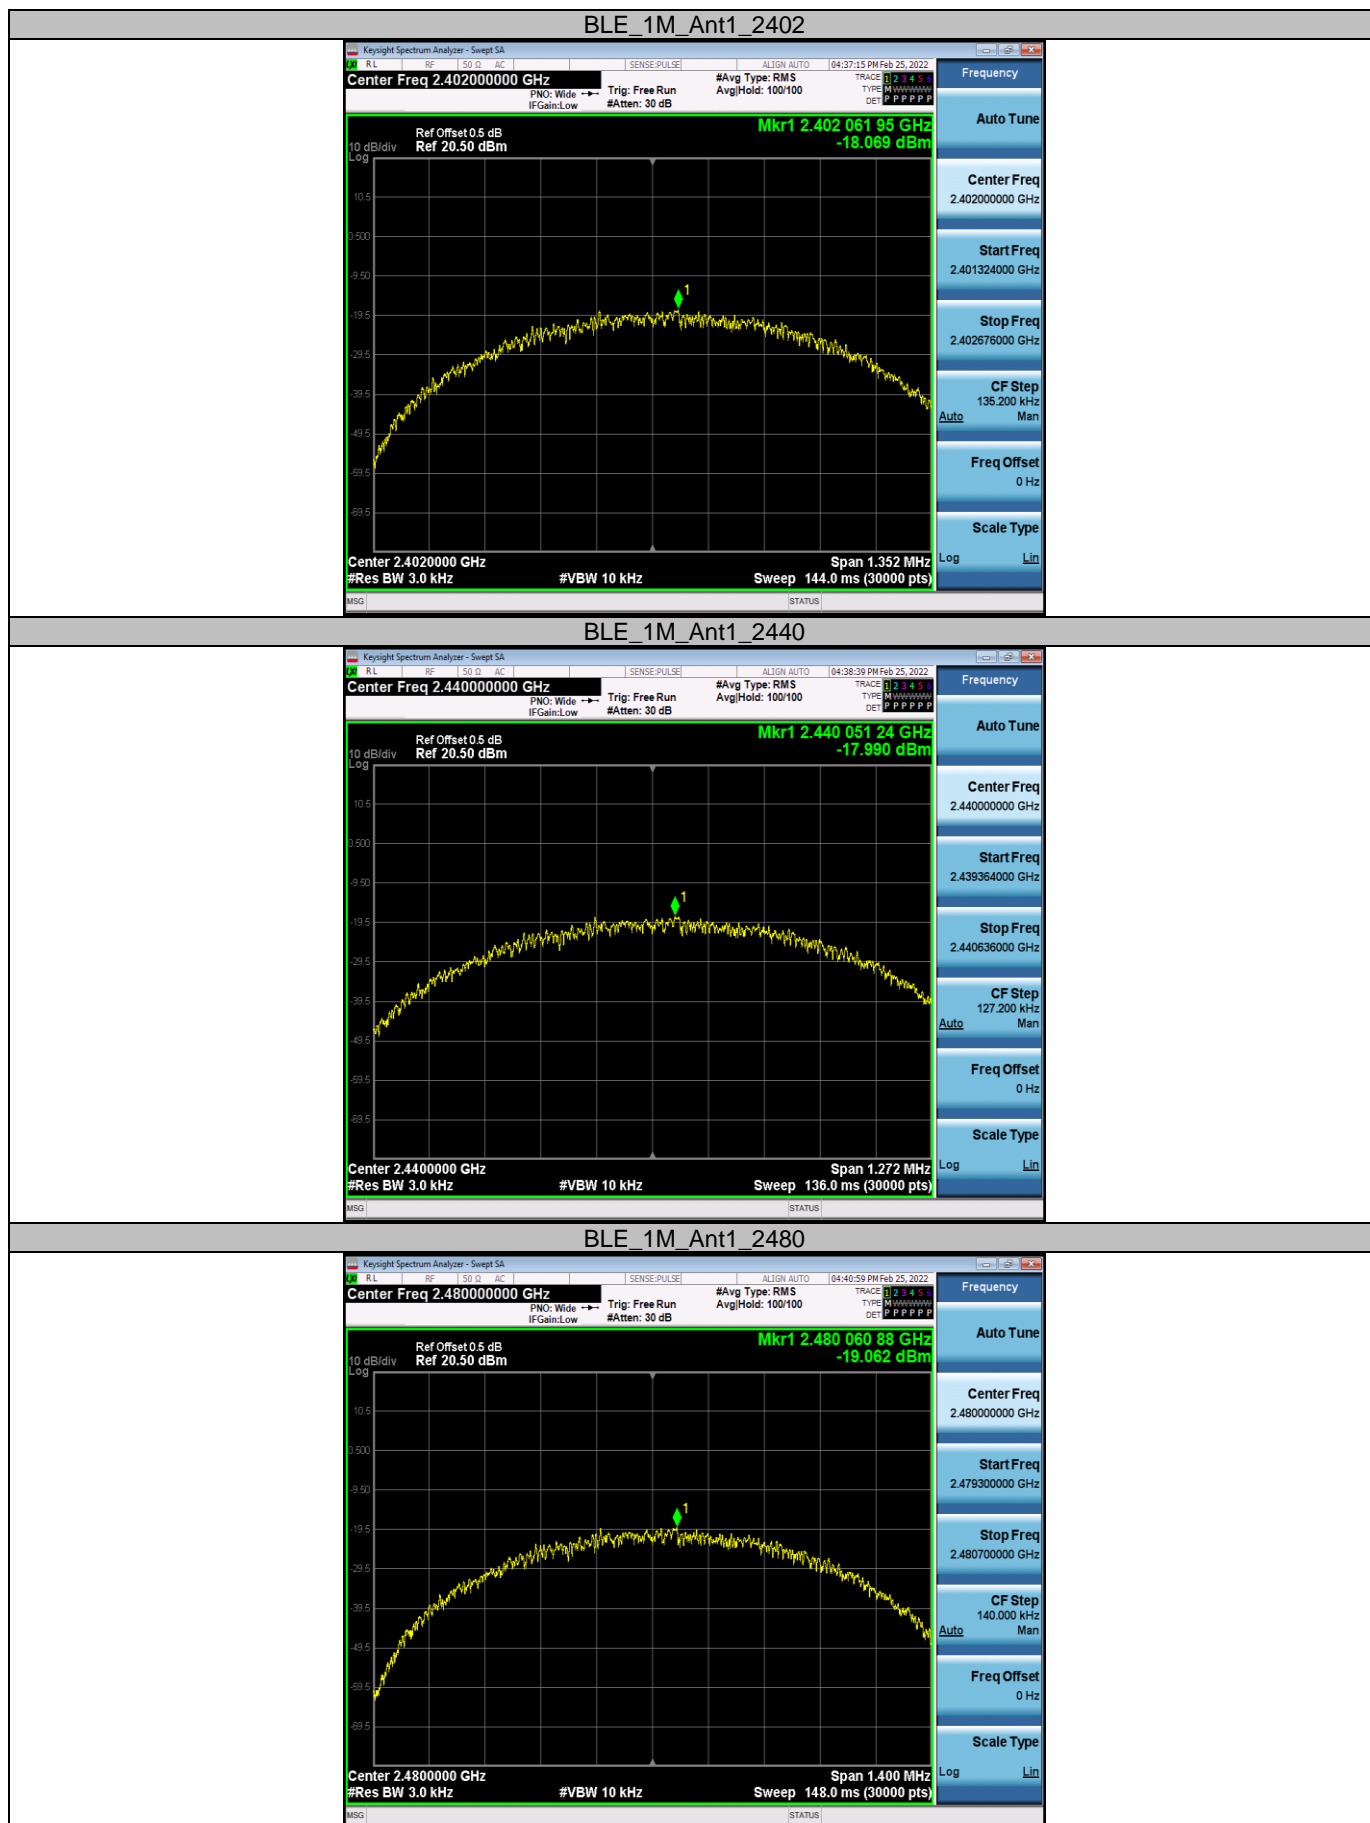 BLE_1M_Ant1_2402
Keysight Spectrum Analyzer - Swept SA
RL RF 50 Ω AC SENSE:PULSE ALIGN AUTO 04:37:15 PM Feb 25, 2022
Center Freq 2.402000000 GHz
PNO: Wide
IFGain:Low
Trig: Free Run
#Atten: 30 dB
#Avg Type: RMS
Avg|Hold: 100/100
TRACE 1 2 3 4 5 6
TYPE M WWWWW
DET P P P P P P
Mkr1 2.402 061 95 GHz
-18.069 dBm
Ref Offset 0.5 dB
10 dB/div Ref 20.50 dBm
Log
10.5
0.500
-9.50
-19.5
-29.5
-39.5
-49.5
-59.5
-69.5
Center 2.4020000 GHz Span 1.352 MHz
#Res BW 3.0 kHz #VBW 10 kHz Sweep 144.0 ms (30000 pts)
MSG STATUS
Frequency
Auto Tune
Center Freq
2.402000000 GHz
Start Freq
2.401324000 GHz
Stop Freq
2.402676000 GHz
CF Step
135.200 kHz
Auto Man
Freq Offset
0 Hz
Scale Type
Log Lin
1
BLE_1M_Ant1_2440
Keysight Spectrum Analyzer - Swept SA
RL RF 50 Ω AC SENSE:PULSE ALIGN AUTO 04:38:39 PM Feb 25, 2022
Center Freq 2.440000000 GHz
PNO: Wide
IFGain:Low
Trig: Free Run
#Atten: 30 dB
#Avg Type: RMS
Avg|Hold: 100/100
TRACE 1 2 3 4 5 6
TYPE M WWWWW
DET P P P P P P
Mkr1 2.440 051 24 GHz
-17.990 dBm
Ref Offset 0.5 dB
10 dB/div Ref 20.50 dBm
Log
10.5
0.500
-9.50
-19.5
-29.5
-39.5
-49.5
-59.5
-69.5
Center 2.4400000 GHz Span 1.272 MHz
#Res BW 3.0 kHz #VBW 10 kHz Sweep 136.0 ms (30000 pts)
MSG STATUS
Frequency
Auto Tune
Center Freq
2.440000000 GHz
Start Freq
2.439364000 GHz
Stop Freq
2.440636000 GHz
CF Step
127.200 kHz
Auto Man
Freq Offset
0 Hz
Scale Type
Log Lin
1
BLE_1M_Ant1_2480
Keysight Spectrum Analyzer - Swept SA
RL RF 50 Ω AC SENSE:PULSE ALIGN AUTO 04:40:59 PM Feb 25, 2022
Center Freq 2.480000000 GHz
PNO: Wide
IFGain:Low
Trig: Free Run
#Atten: 30 dB
#Avg Type: RMS
Avg|Hold: 100/100
TRACE 1 2 3 4 5 6
TYPE M WWWWW
DET P P P P P P
Mkr1 2.480 060 88 GHz
-19.062 dBm
Ref Offset 0.5 dB
10 dB/div Ref 20.50 dBm
Log
10.5
0.500
-9.50
-19.5
-29.5
-39.5
-49.5
-59.5
-69.5
Center 2.4800000 GHz Span 1.400 MHz
#Res BW 3.0 kHz #VBW 10 kHz Sweep 148.0 ms (30000 pts)
MSG STATUS
Frequency
Auto Tune
Center Freq
2.480000000 GHz
Start Freq
2.479300000 GHz
Stop Freq
2.480700000 GHz
CF Step
140.000 kHz
Auto Man
Freq Offset
0 Hz
Scale Type
Log Lin
1